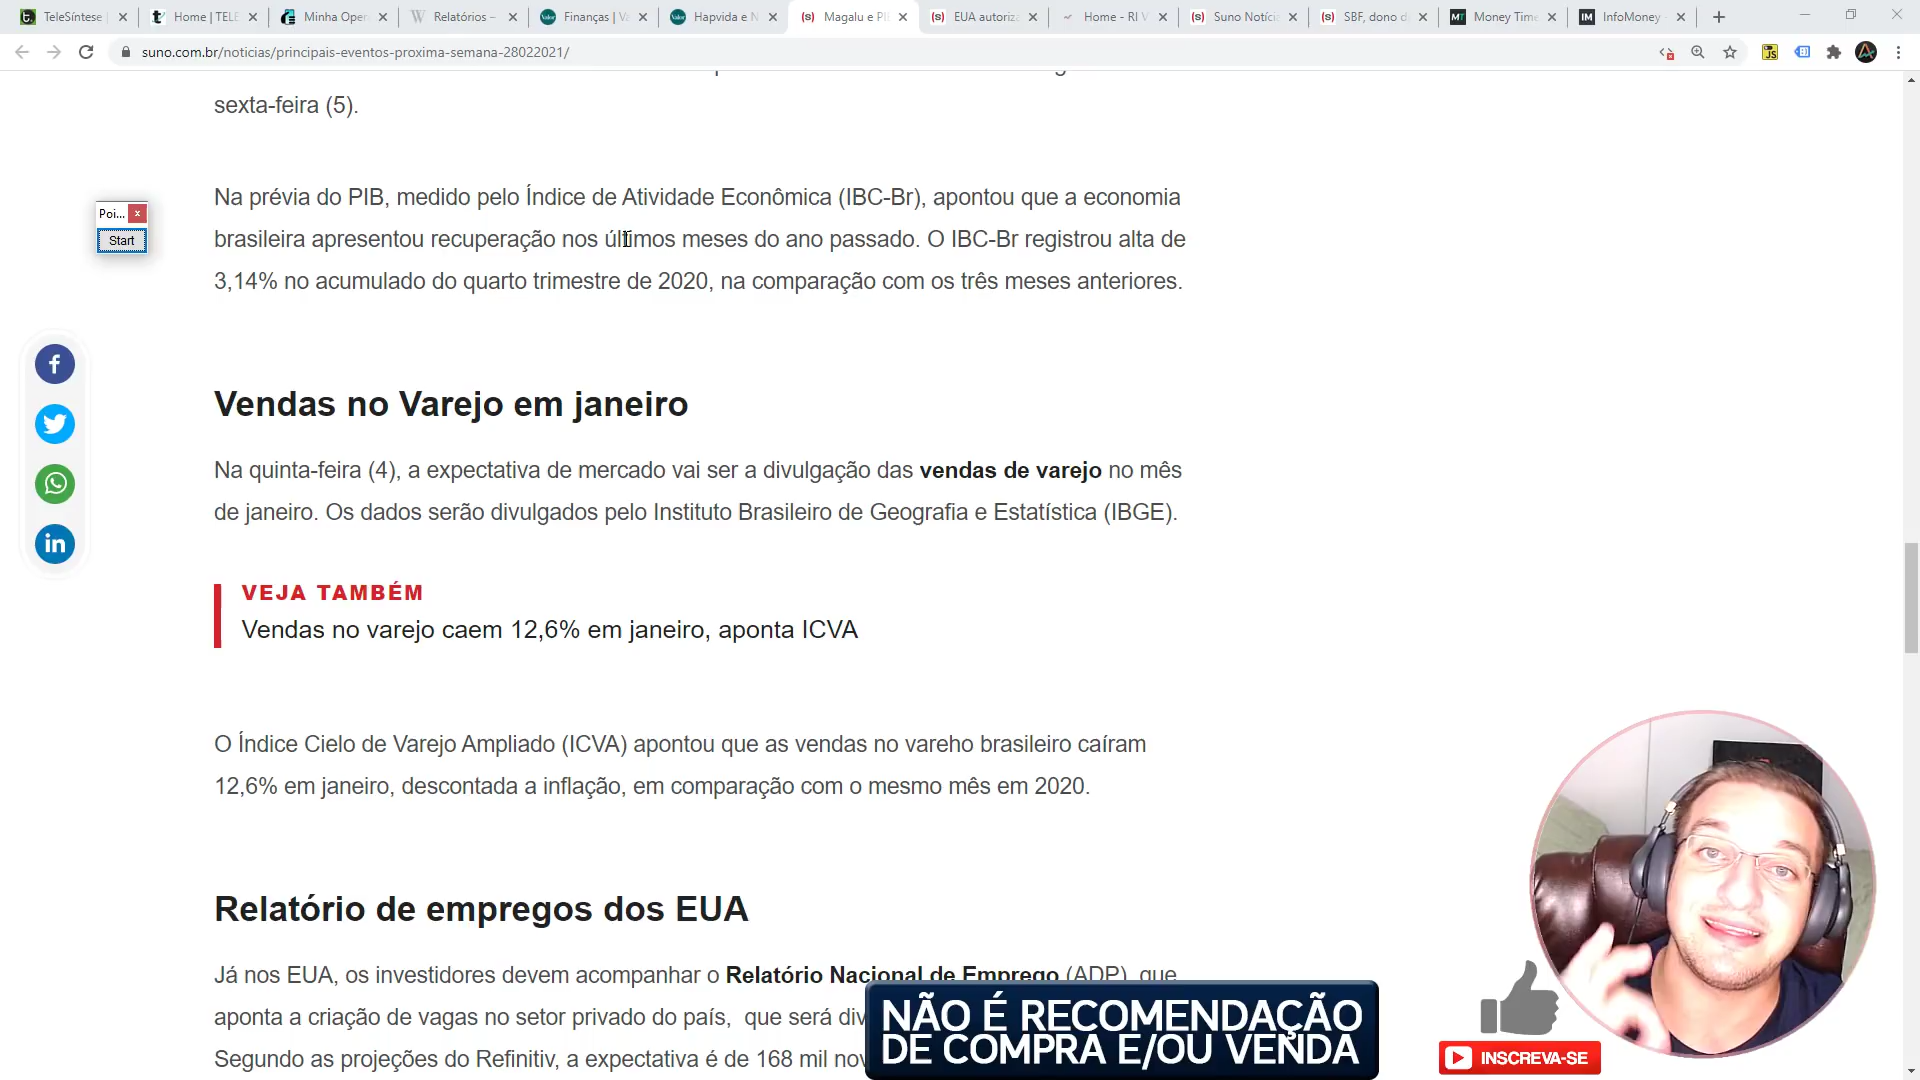 TeleSíntese
Home | TELE
Minha Oper
Relatórios –
Finanças | Va
Hapvida e N
Magalu e PIB
EUA autoriza
Home - RI V
Suno Notícia
SBF, dono d
Money Time
InfoMoney -
suno.com.br/noticias/principais-eventos-proxima-semana-28022021/
sexta-feira (5).
Na prévia do PIB, medido pelo Índice de Atividade Econômica (IBC-Br), apontou que a economia
brasileira apresentou recuperação nos últimos meses do ano passado. O IBC-Br registrou alta de
3,14% no acumulado do quarto trimestre de 2020, na comparação com os três meses anteriores.
Poi...
Start
Vendas no Varejo em janeiro
Na quinta-feira (4), a expectativa de mercado vai ser a divulgação das vendas de varejo no mês
de janeiro. Os dados serão divulgados pelo Instituto Brasileiro de Geografia e Estatística (IBGE).
VEJA TAMBÉM
Vendas no varejo caem 12,6% em janeiro, aponta ICVA
O Índice Cielo de Varejo Ampliado (ICVA) apontou que as vendas no vareho brasileiro caíram
12,6% em janeiro, descontada a inflação, em comparação com o mesmo mês em 2020.
Relatório de empregos dos EUA
Já nos EUA, os investidores devem acompanhar o Relatório Nacional de Emprego (ADP), que
aponta a criação de vagas no setor privado do país, que será div
Segundo as projeções do Refinitiv, a expectativa é de 168 mil nov
NÃO É RECOMENDAÇÃO
DE COMPRA E/OU VENDA
INSCREVA-SE